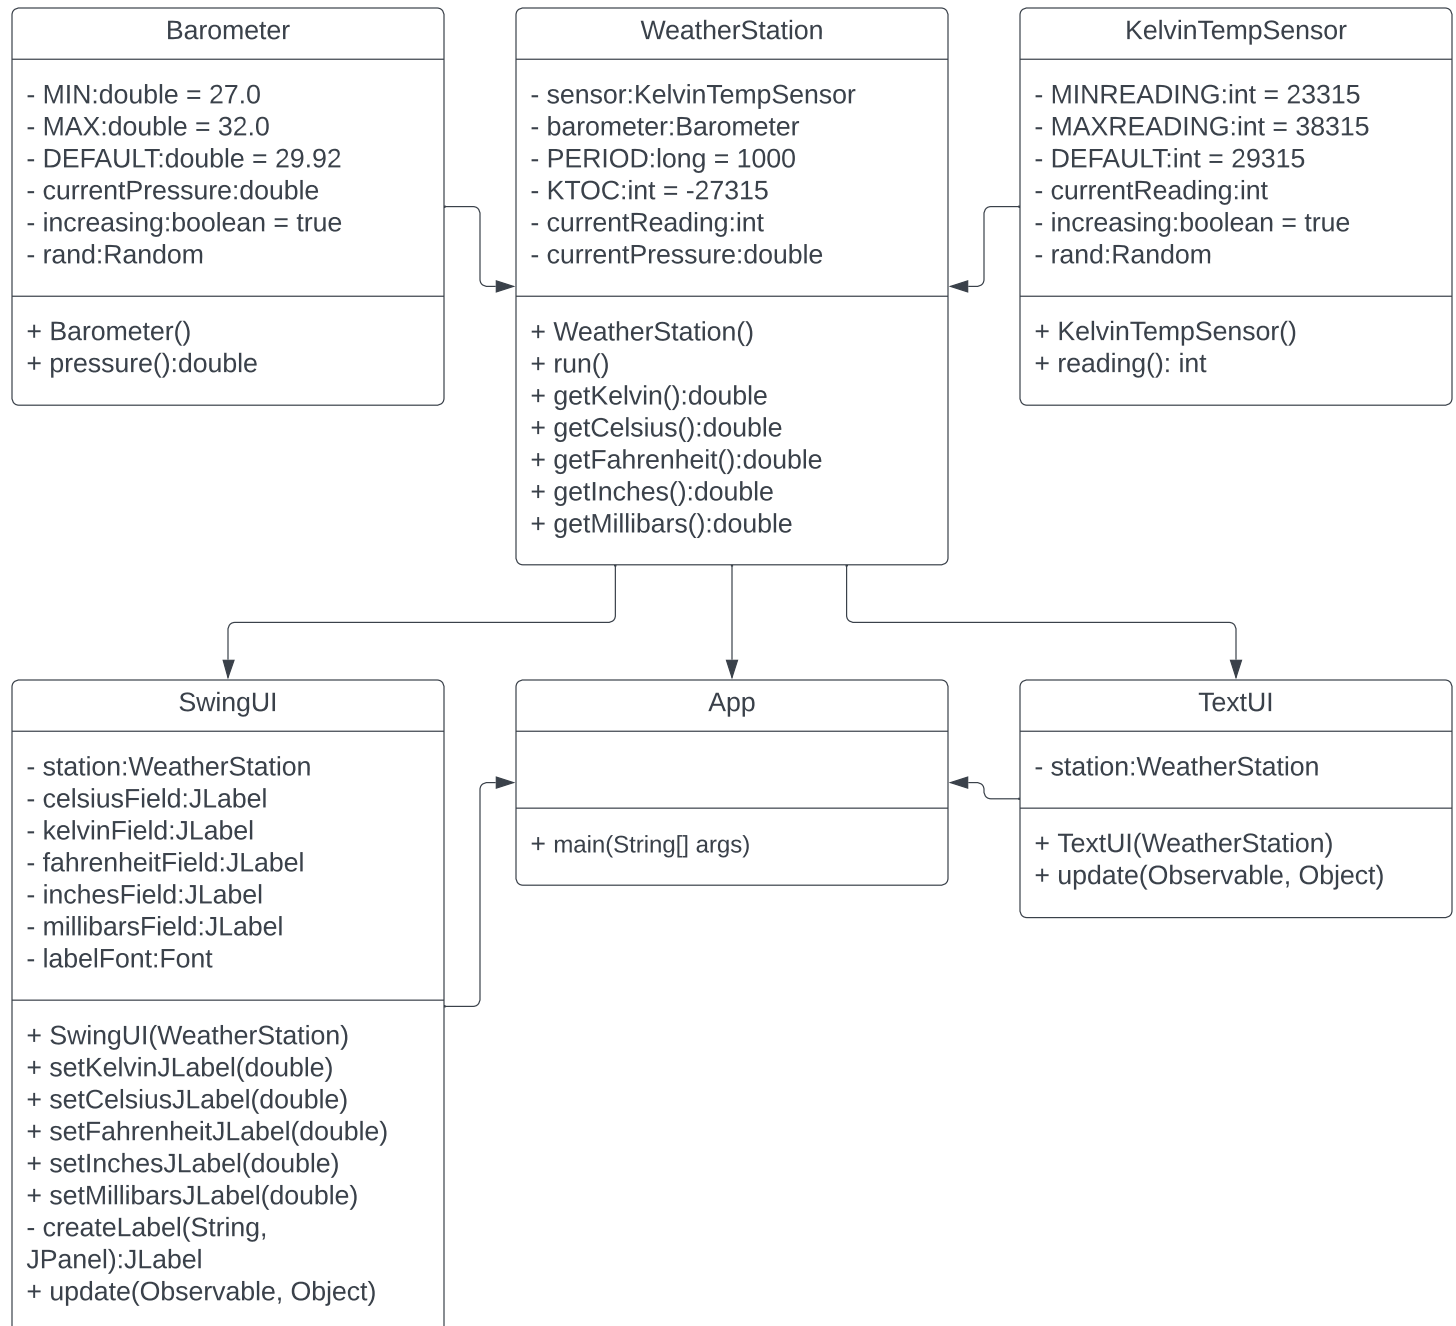 Barometer
- MIN:double = 27.0
- MAX:double = 32.0
- DEFAULT:double = 29.92
- currentPressure:double
- increasing:boolean = true
- rand:Random
+ Barometer()
+ pressure():double
WeatherStation
- sensor:KelvinTempSensor
- barometer:Barometer
- PERIOD:long = 1000
- KTOC:int = -27315
- currentReading:int
- currentPressure:double
+ WeatherStation()
+ run()
+ getKelvin():double
+ getCelsius():double
+ getFahrenheit():double
+ getInches():double
+ getMillibars():double
KelvinTempSensor
- MINREADING:int = 23315
- MAXREADING:int = 38315
- DEFAULT:int = 29315
- currentReading:int
- increasing:boolean = true
- rand:Random
+ KelvinTempSensor()
+ reading(): int
SwingUI
- station:WeatherStation
- celsiusField:JLabel
- kelvinField:JLabel
- fahrenheitField:JLabel
- inchesField:JLabel
- millibarsField:JLabel
- labelFont:Font
+ SwingUI(WeatherStation)
+ setKelvinJLabel(double)
+ setCelsiusJLabel(double)
+ setFahrenheitJLabel(double)
+ setInchesJLabel(double)
+ setMillibarsJLabel(double)
- createLabel(String,
JPanel):JLabel
+ update(Observable, Object)
App
+ main(String[] args)
TextUI
- station:WeatherStation
+ TextUI(WeatherStation)
+ update(Observable, Object)